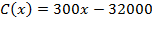 C(x) = 300x − 32000